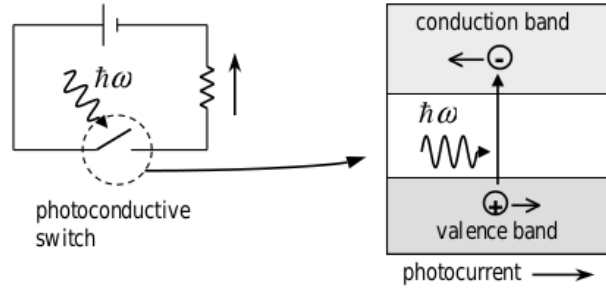 ħω
photoconductive
switch
conduction band
-
ħω
+
valence band
photocurrent